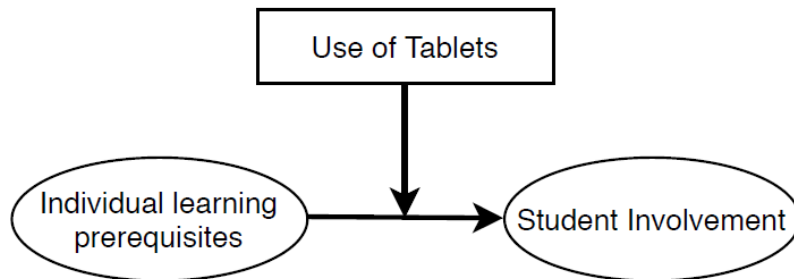 Use of Tablets
Individual learning
prerequisites
Student Involvement